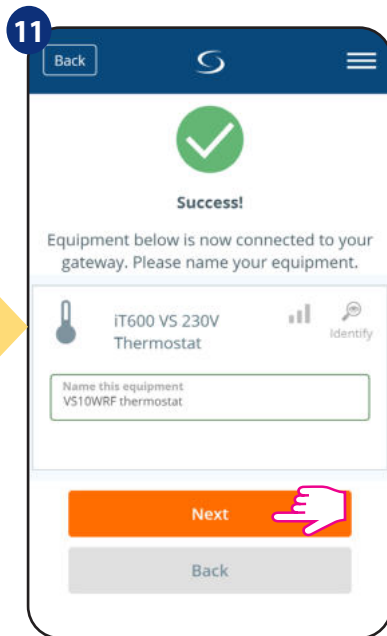 11
Back
Success!
Equipment below is now connected to your
gateway. Please name your equipment.
iT600 VS 230V
Thermostat
Identify
Name this equipment
VS10WRF thermostat
Next
Back